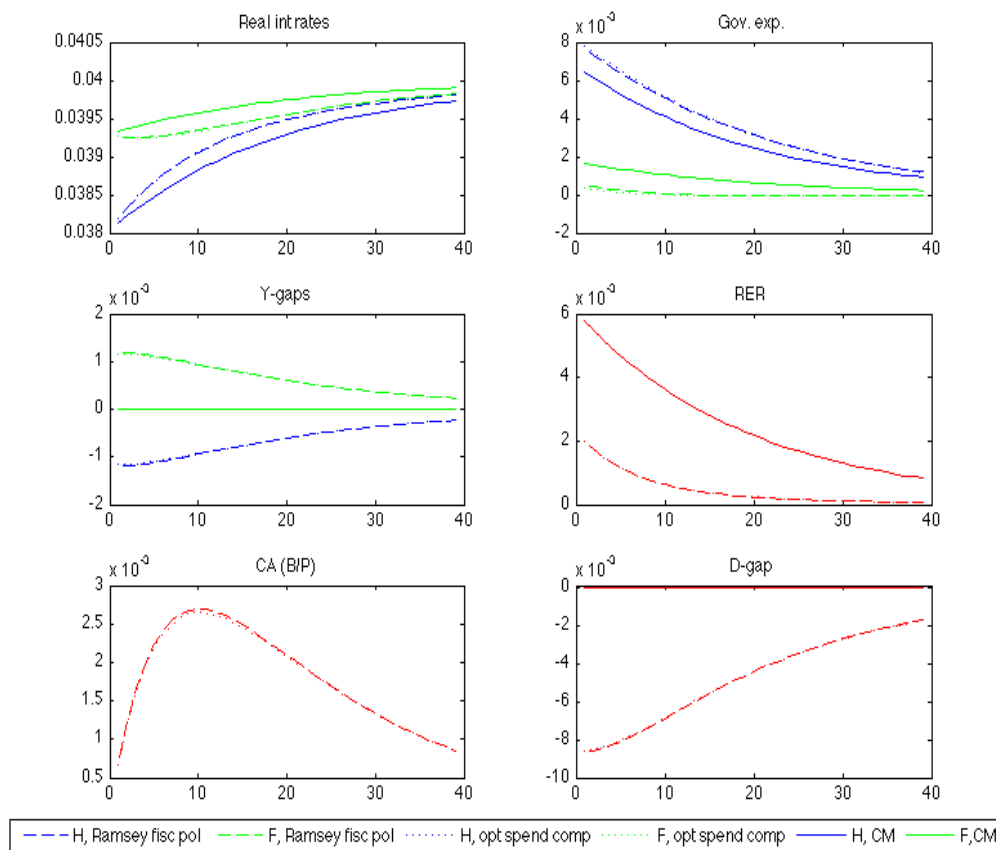 Real int rates
0.0405
0.04
0.0395
0.039
0.0385
0.038
0 10 20 30 40
Gov. exp.
x 10⁻³
8
6
4
2
0
-2
0 10 20 30 40
Y-gaps
x 10⁻³
2
1
0
-1
-2
0 10 20 30 40
RER
x 10⁻³
6
4
2
0
0 10 20 30 40
CA (B/P)
x 10⁻³
3
2.5
2
1.5
1
0.5
0 10 20 30 40
D-gap
x 10⁻³
0
-2
-4
-6
-8
-10
0 10 20 30 40
H, Ramsey fisc pol F, Ramsey fisc pol H, opt spend comp F, opt spend comp H, CM F,CM